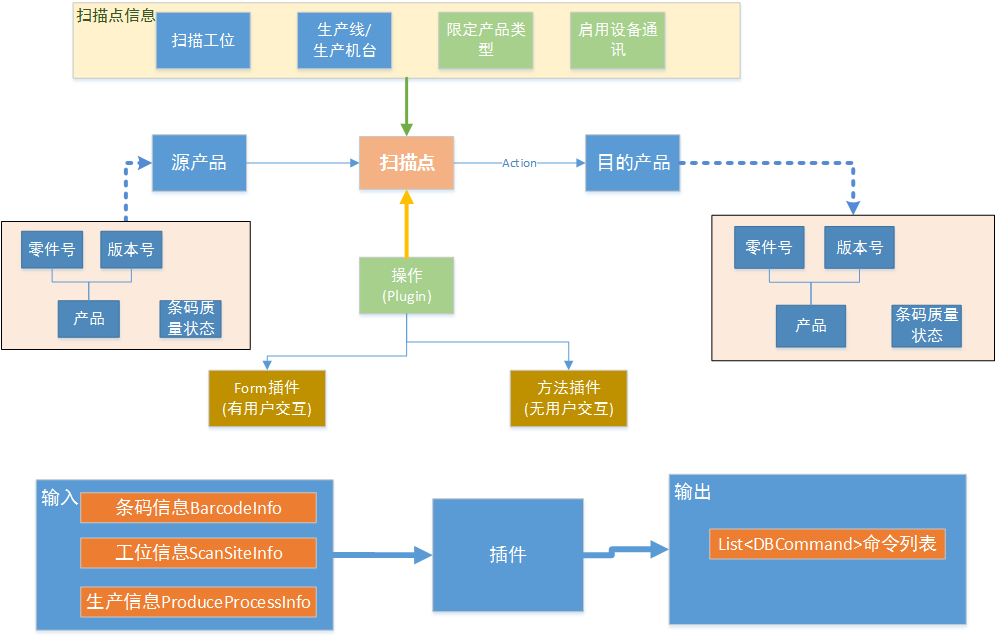 扫描点信息
扫描工位
生产线/
生产机台
限定产品类
型
启用设备通
讯
源产品
扫描点
Action
目的产品
零件号
版本号
产品
条码质
量状态
操作
(Plugin)
零件号
版本号
产品
条码质量
状态
Form插件
(有用户交互)
方法插件
(无用户交互)
输入
条码信息BarcodeInfo
工位信息ScanSiteInfo
生产信息ProduceProcessInfo
插件
输出
List<DBCommand>命令列表